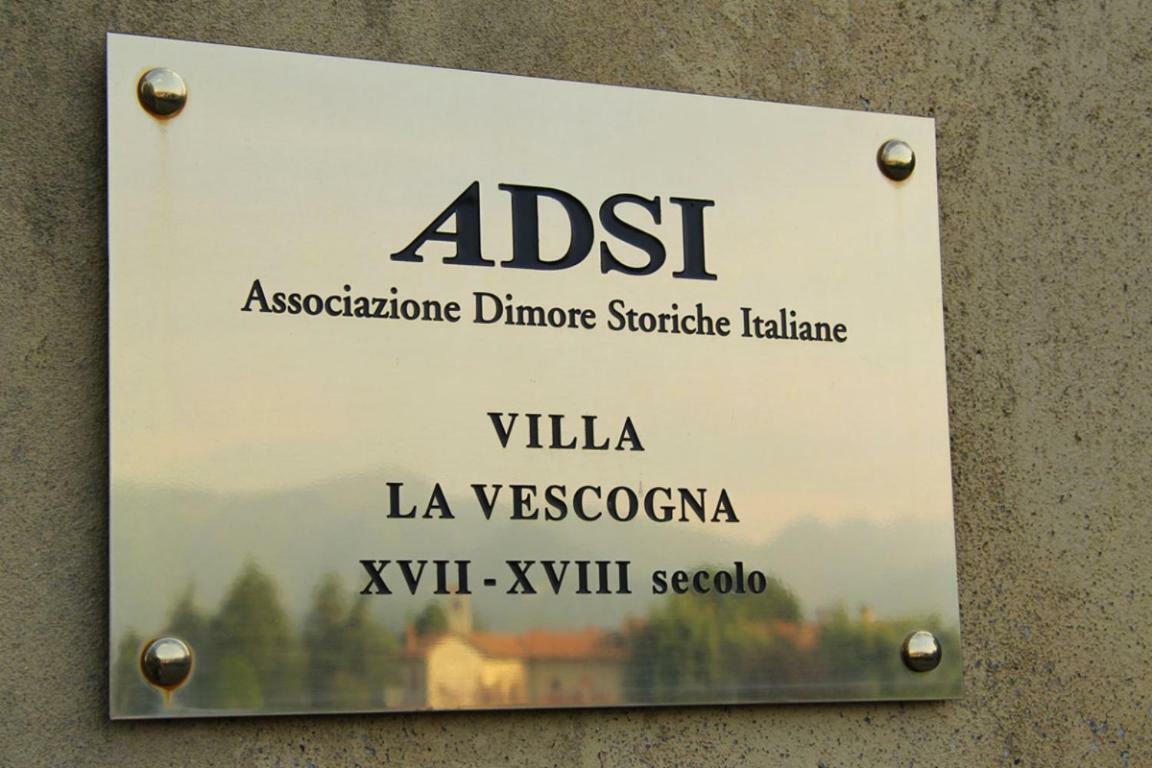 ADSI
Associazione Dimore Storiche Italiane
VILLA
LA VESCOGNA
XVII - XVIII secolo